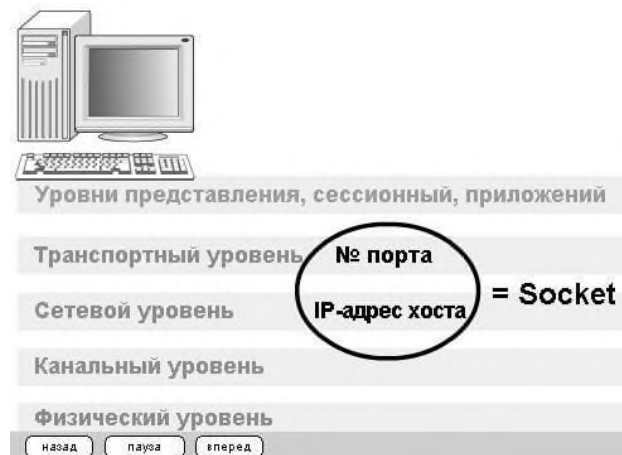 Уровни представления, сессионный, приложений
Транспортный уровень № порта
= Socket
Сетевой уровень IP-адрес хоста
Канальный уровень
Физический уровень
назад пауза вперед